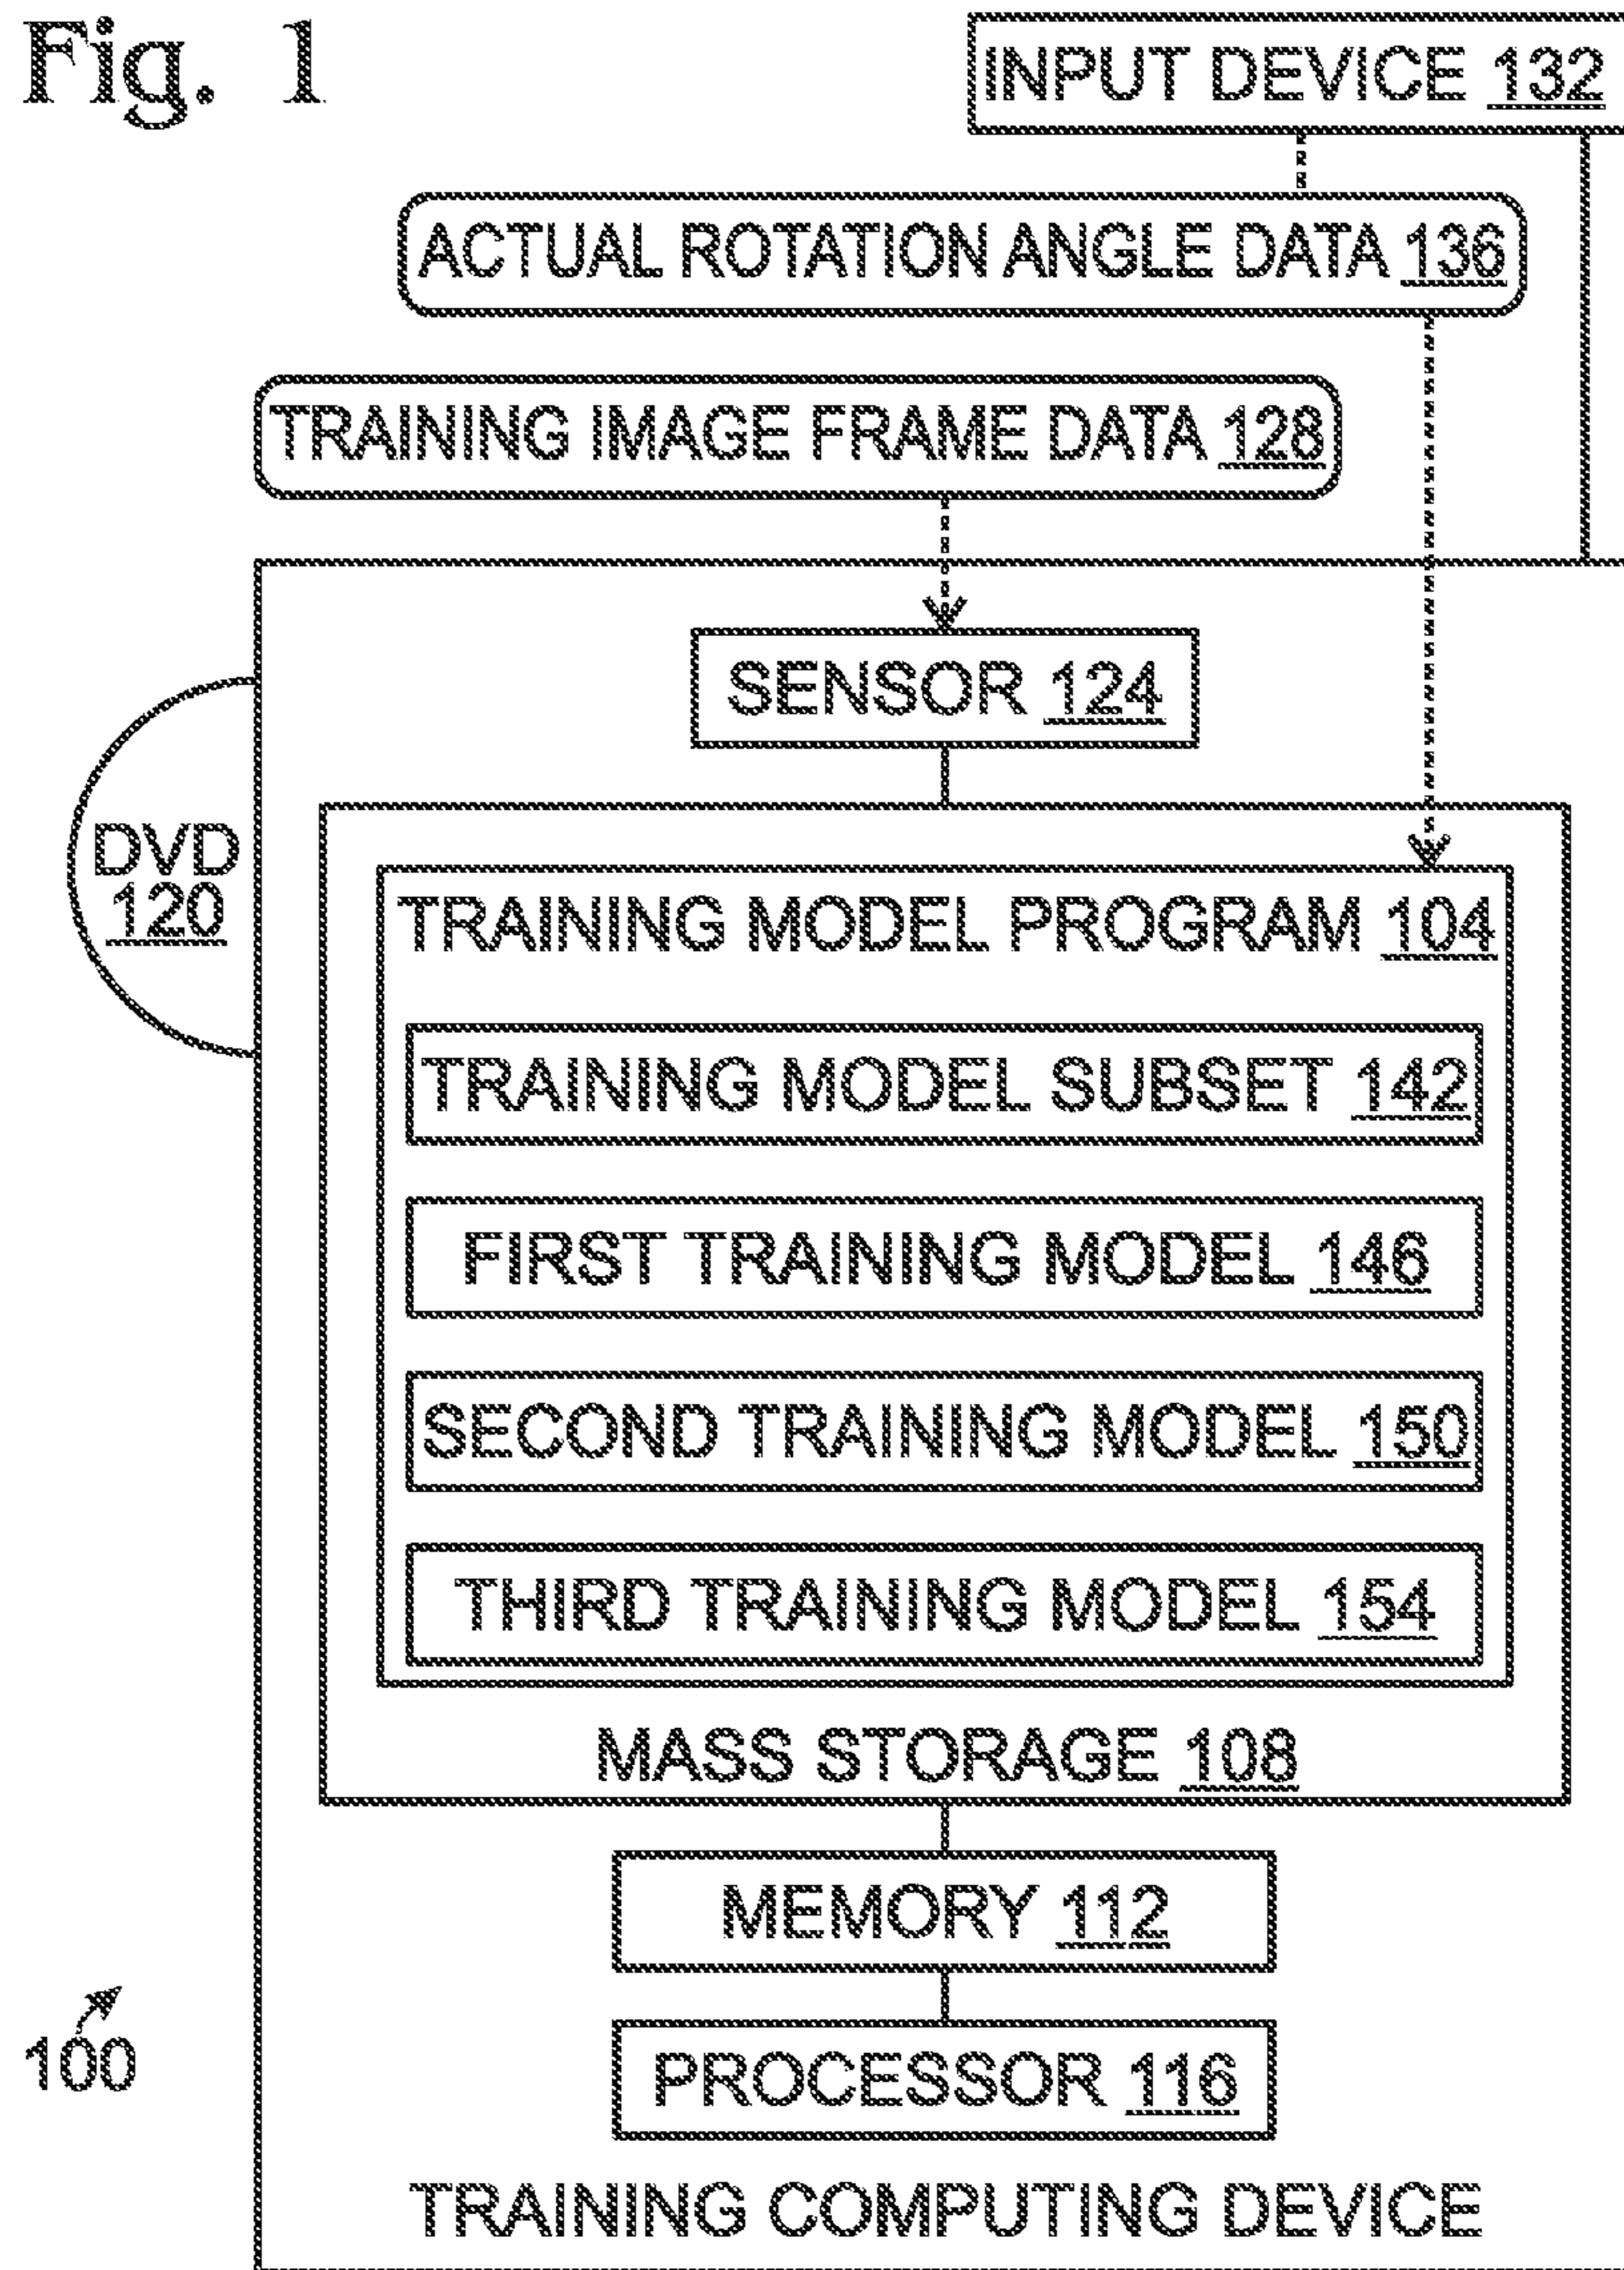 Fig. 1
INPUT DEVICE 132
ACTUAL ROTATION ANGLE DATA 136
TRAINING IMAGE FRAME DATA 128
SENSOR 124
DVD
120
TRAINING MODEL PROGRAM 104
TRAINING MODEL SUBSET 142
FIRST TRAINING MODEL 146
SECOND TRAINING MODEL 150
THIRD TRAINING MODEL 154
MASS STORAGE 108
MEMORY 112
100
PROCESSOR 116
TRAINING COMPUTING DEVICE